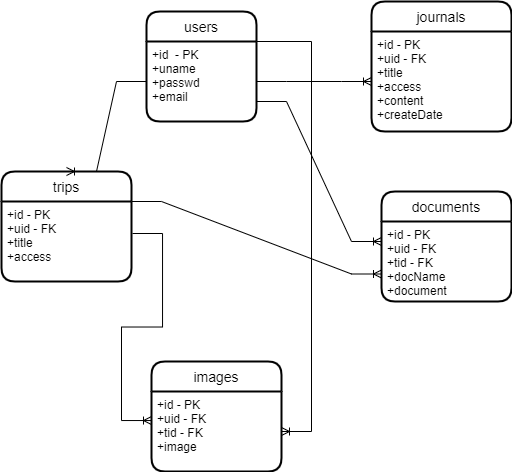 users
+id - PK
+uname
+passwd
+email
journals
+id - PK
+uid - FK
+title
+access
+content
+createDate
trips
+id - PK
+uid - FK
+title
+access
documents
+id - PK
+uid - FK
+tid - FK
+docName
+document
images
+id - PK
+uid - FK
+tid - FK
+image